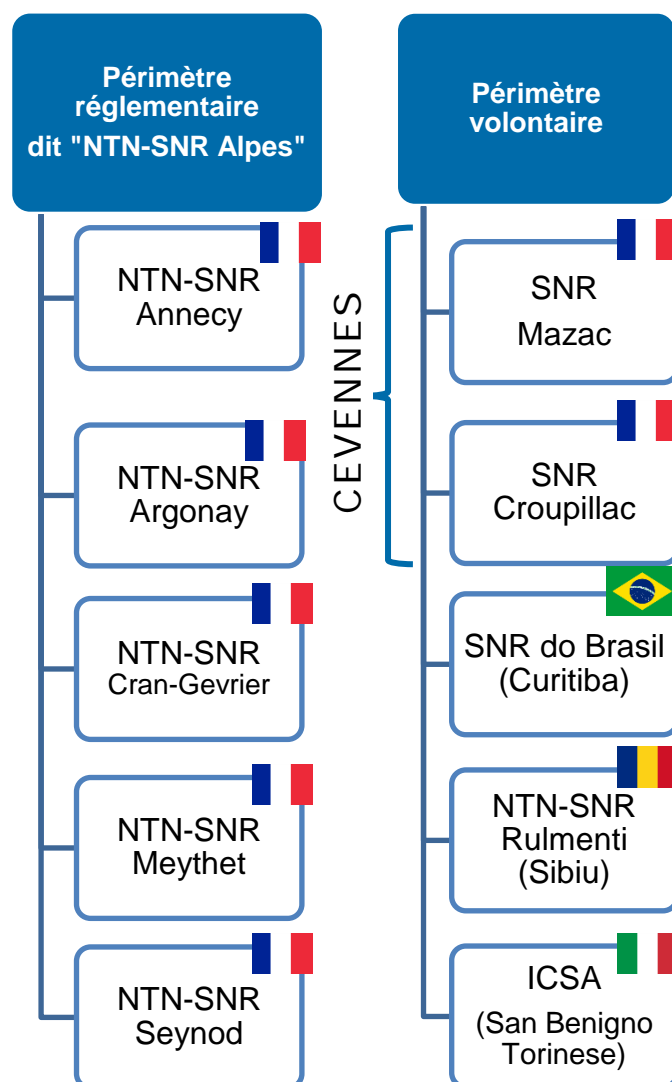 Périmètre
réglementaire
dit "NTN-SNR Alpes"
NTN-SNR
Annecy
NTN-SNR
Argonay
NTN-SNR
Cran-Gevrier
NTN-SNR
Meythet
NTN-SNR
Seynod
Périmètre
volontaire
CEVENNES
SNR
Mazac
SNR
Croupillac
SNR do Brasil
(Curitiba)
NTN-SNR
Rulmenti
(Sibiu)
ICSA
(San Benigno
Torinese)